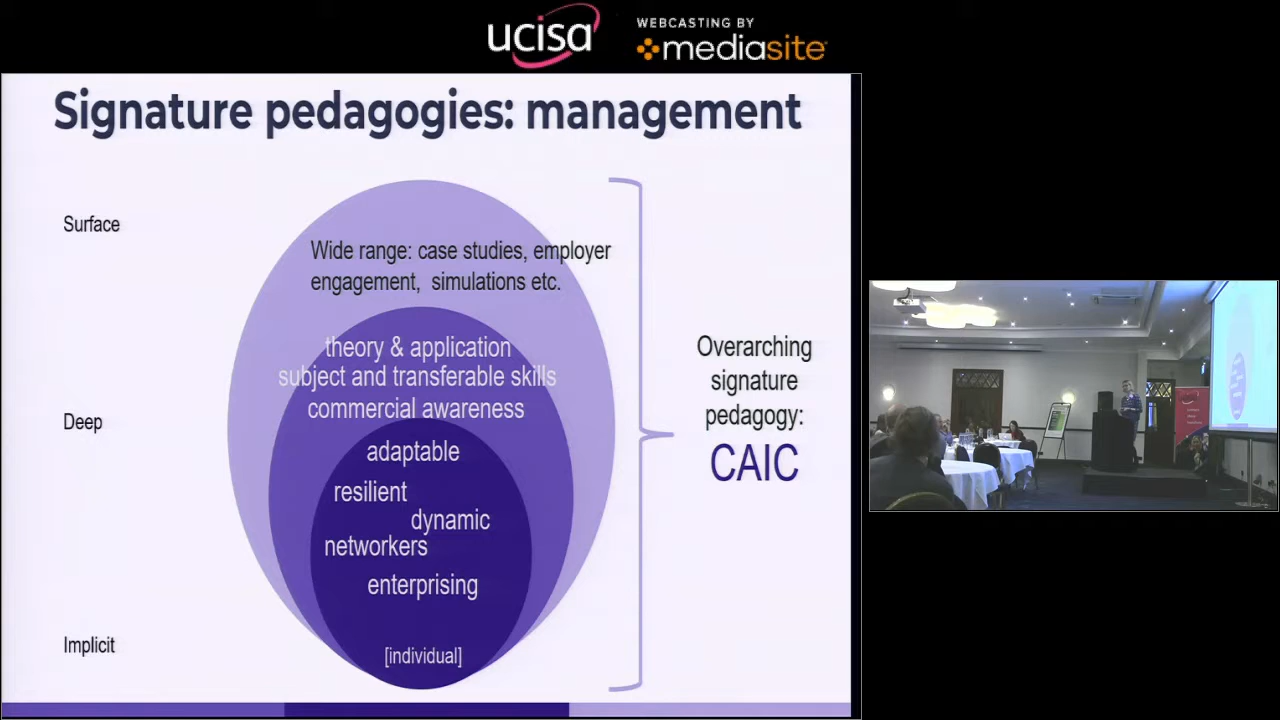 ucisa
WEBCASTING BY
mediasite
Signature pedagogies: management
Surface
Wide range: case studies, employer
engagement, simulations etc.
theory & application
subject and transferable skills
commercial awareness
Deep
adaptable
resilient
dynamic
networkers
enterprising
Implicit
[individual]
Overarching
signature
pedagogy:
CAIC